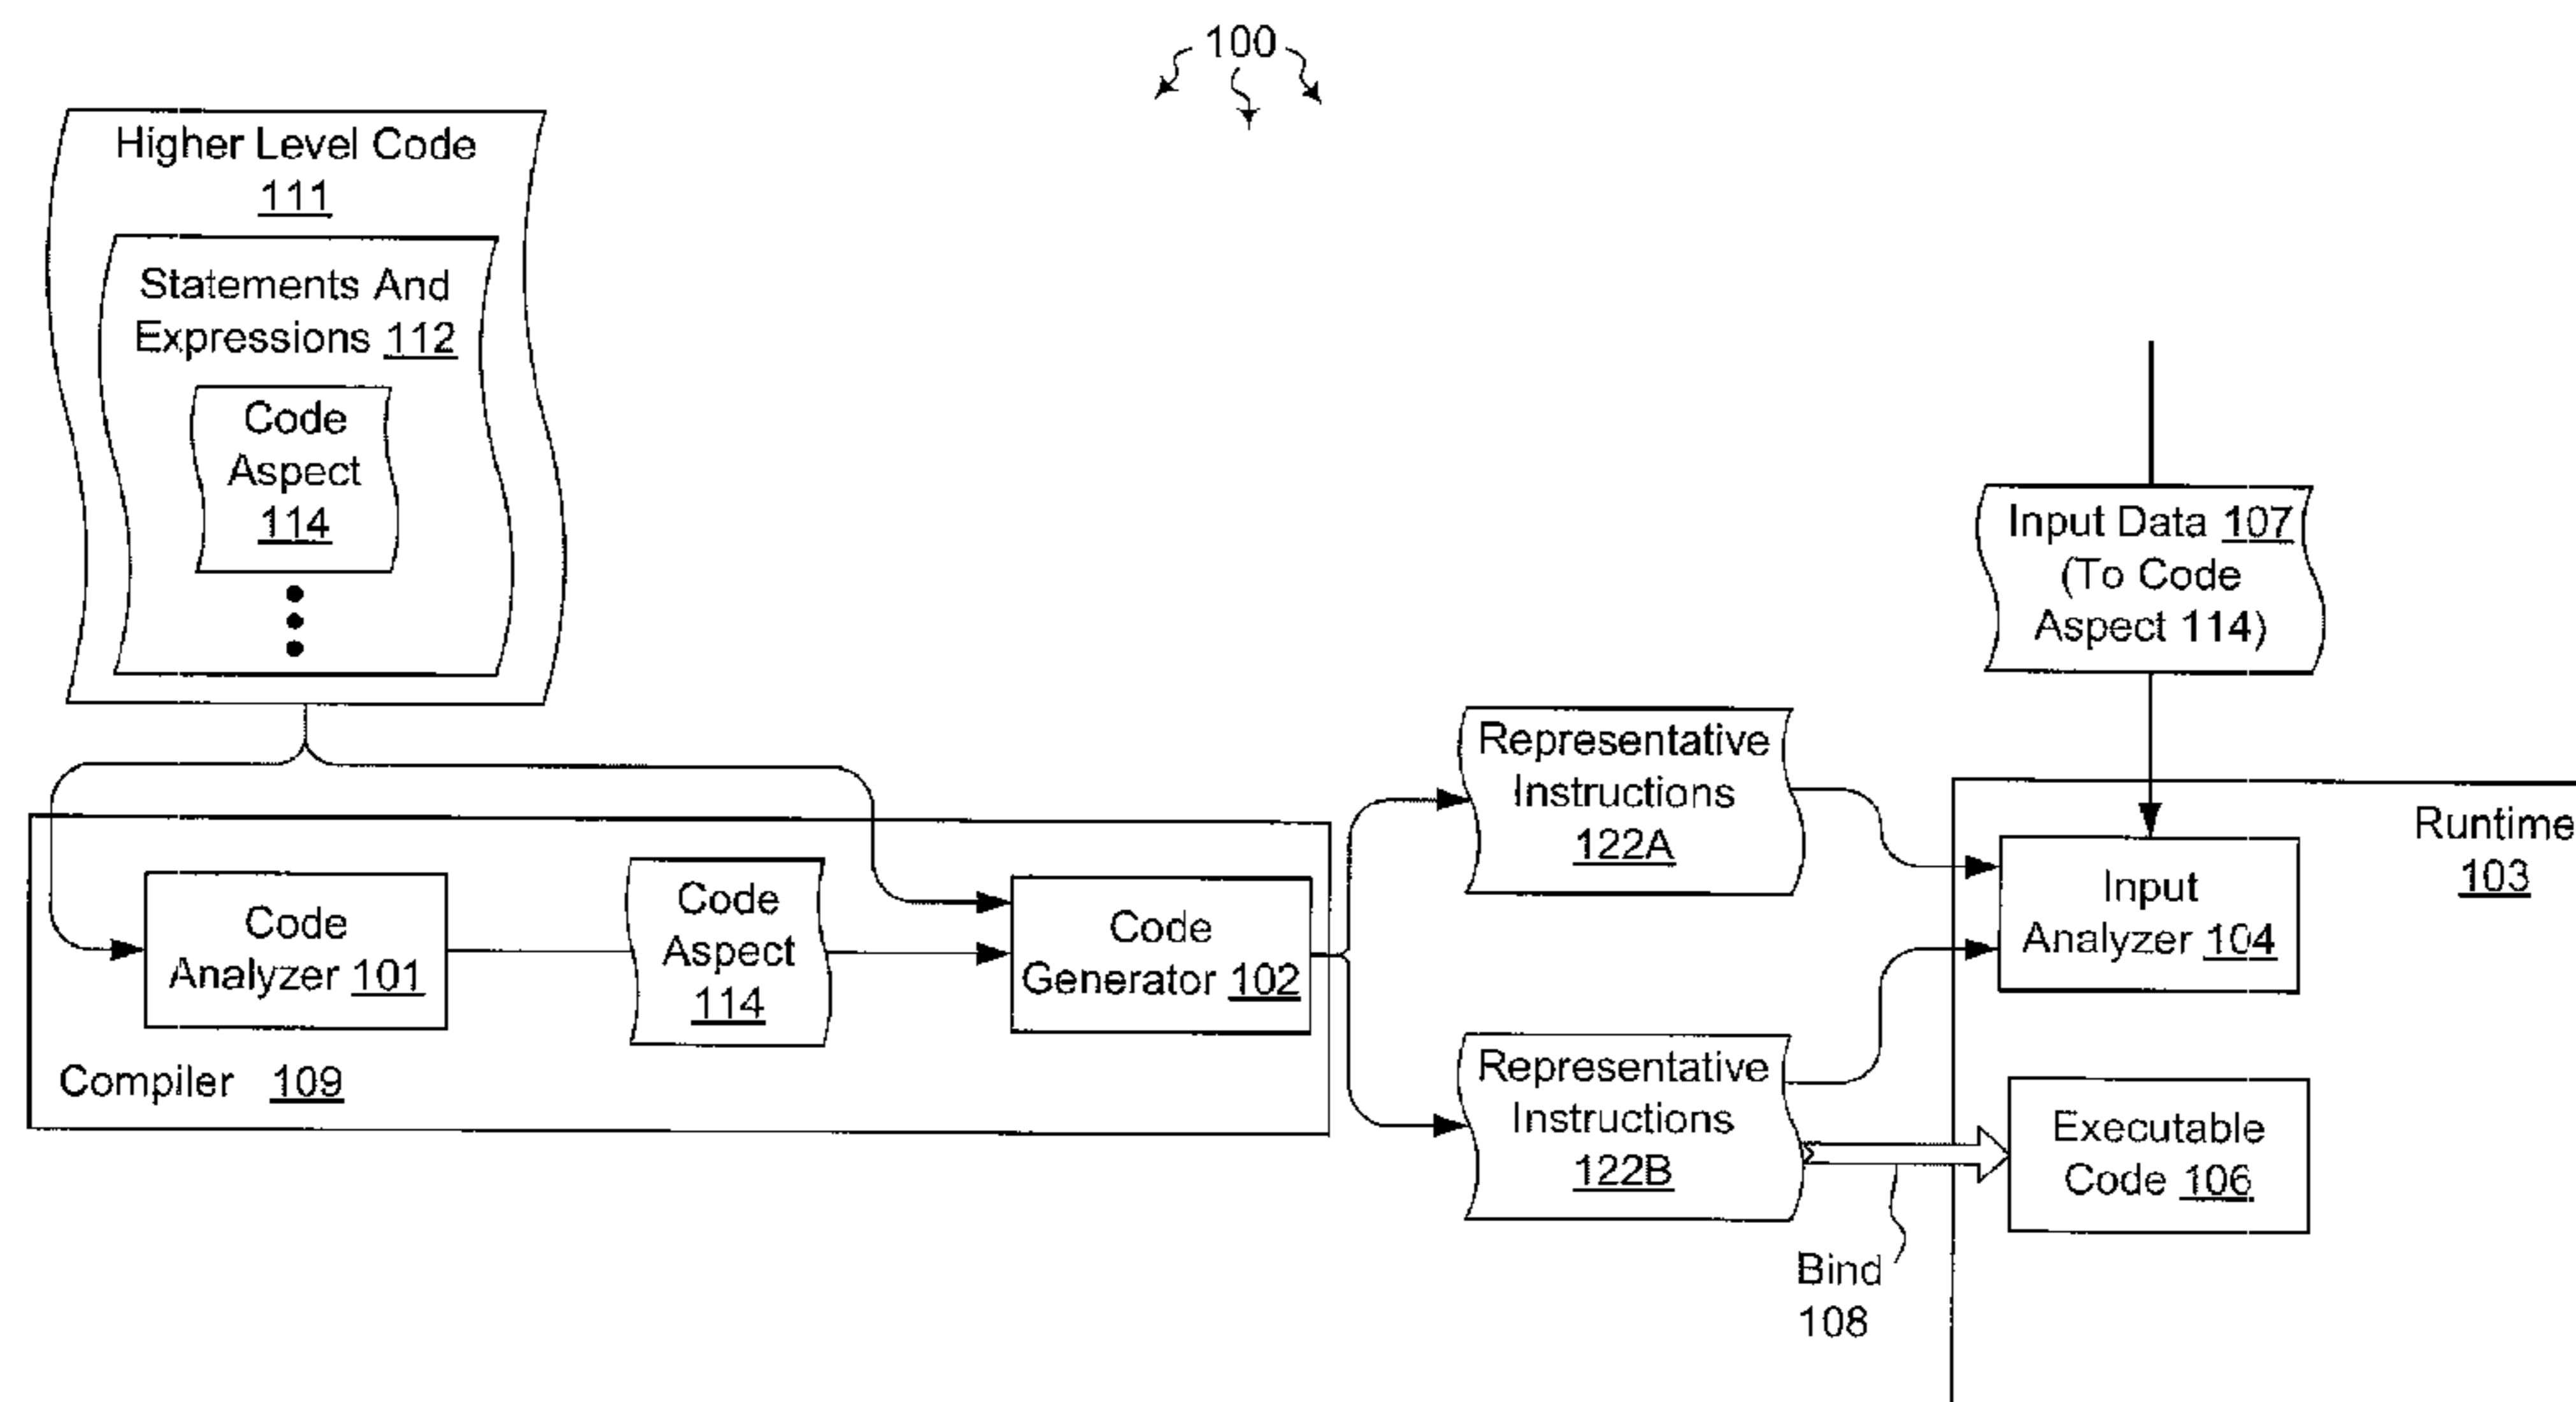 100
Higher Level Code
111
Statements And
Expressions 112
Code
Aspect
114
Input Data 107
(To Code
Aspect 114)
Representative
Instructions
122A
Runtime
103
Input
Analyzer 104
Code
Analyzer 101
Code
Aspect
114
Code
Generator 102
Compiler 109
Representative
Instructions
122B
Executable
Code 106
Bind
108